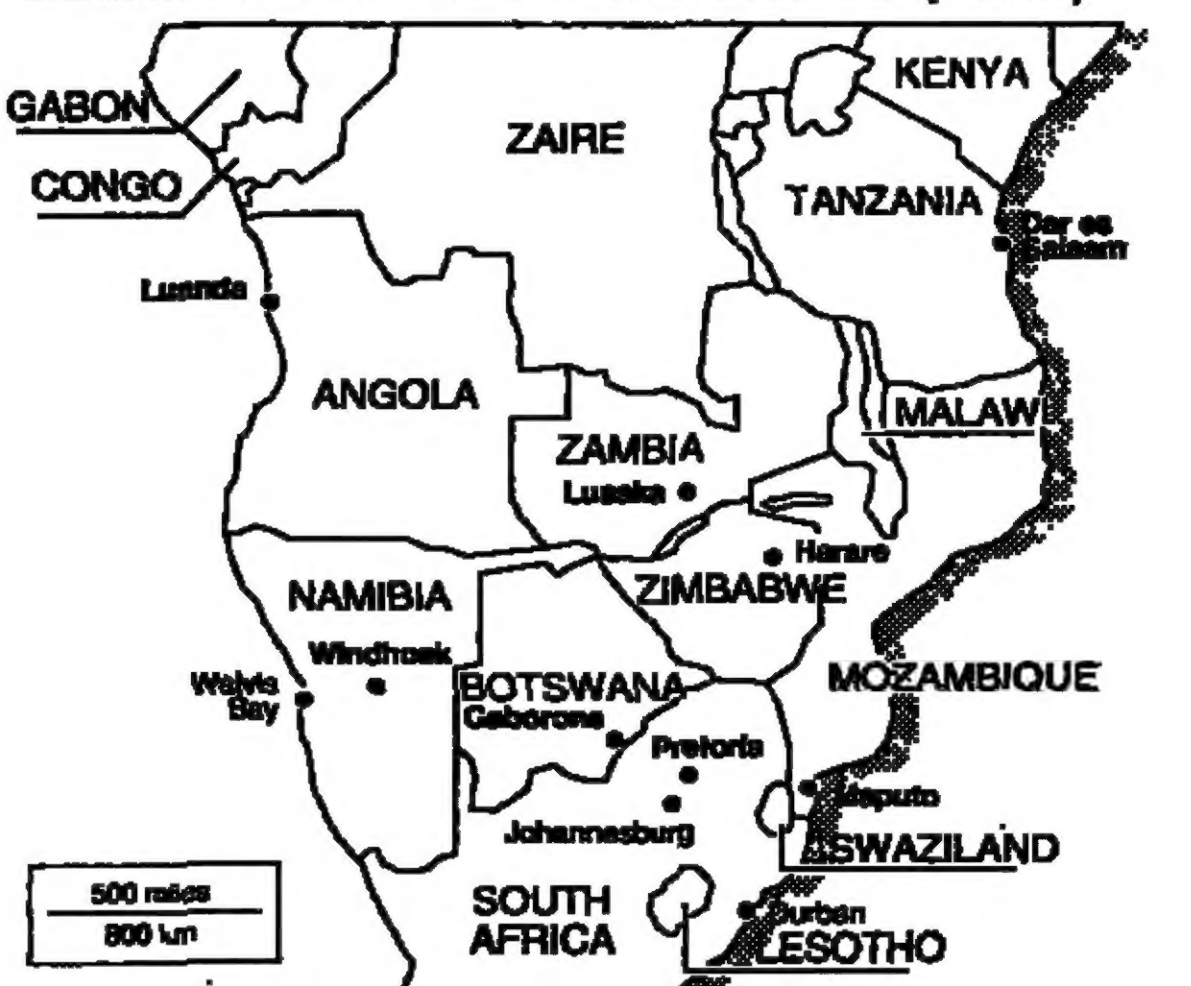 KENYA
GABON
ZAIRE
CONGO
TANZANIA
Dar es
Salaam
Luanda
ANGOLA
MALAWI
ZAMBIA
Lusaka
Harare
NAMIBIA
ZIMBABWE
Windhoek
Walvis
Bay
BOTSWANA
MOZAMBIQUE
Gaborone
Pretoria
Maputo
Johannesburg
SWAZILAND
500 miles
800 km
SOUTH
AFRICA
Durban
LESOTHO